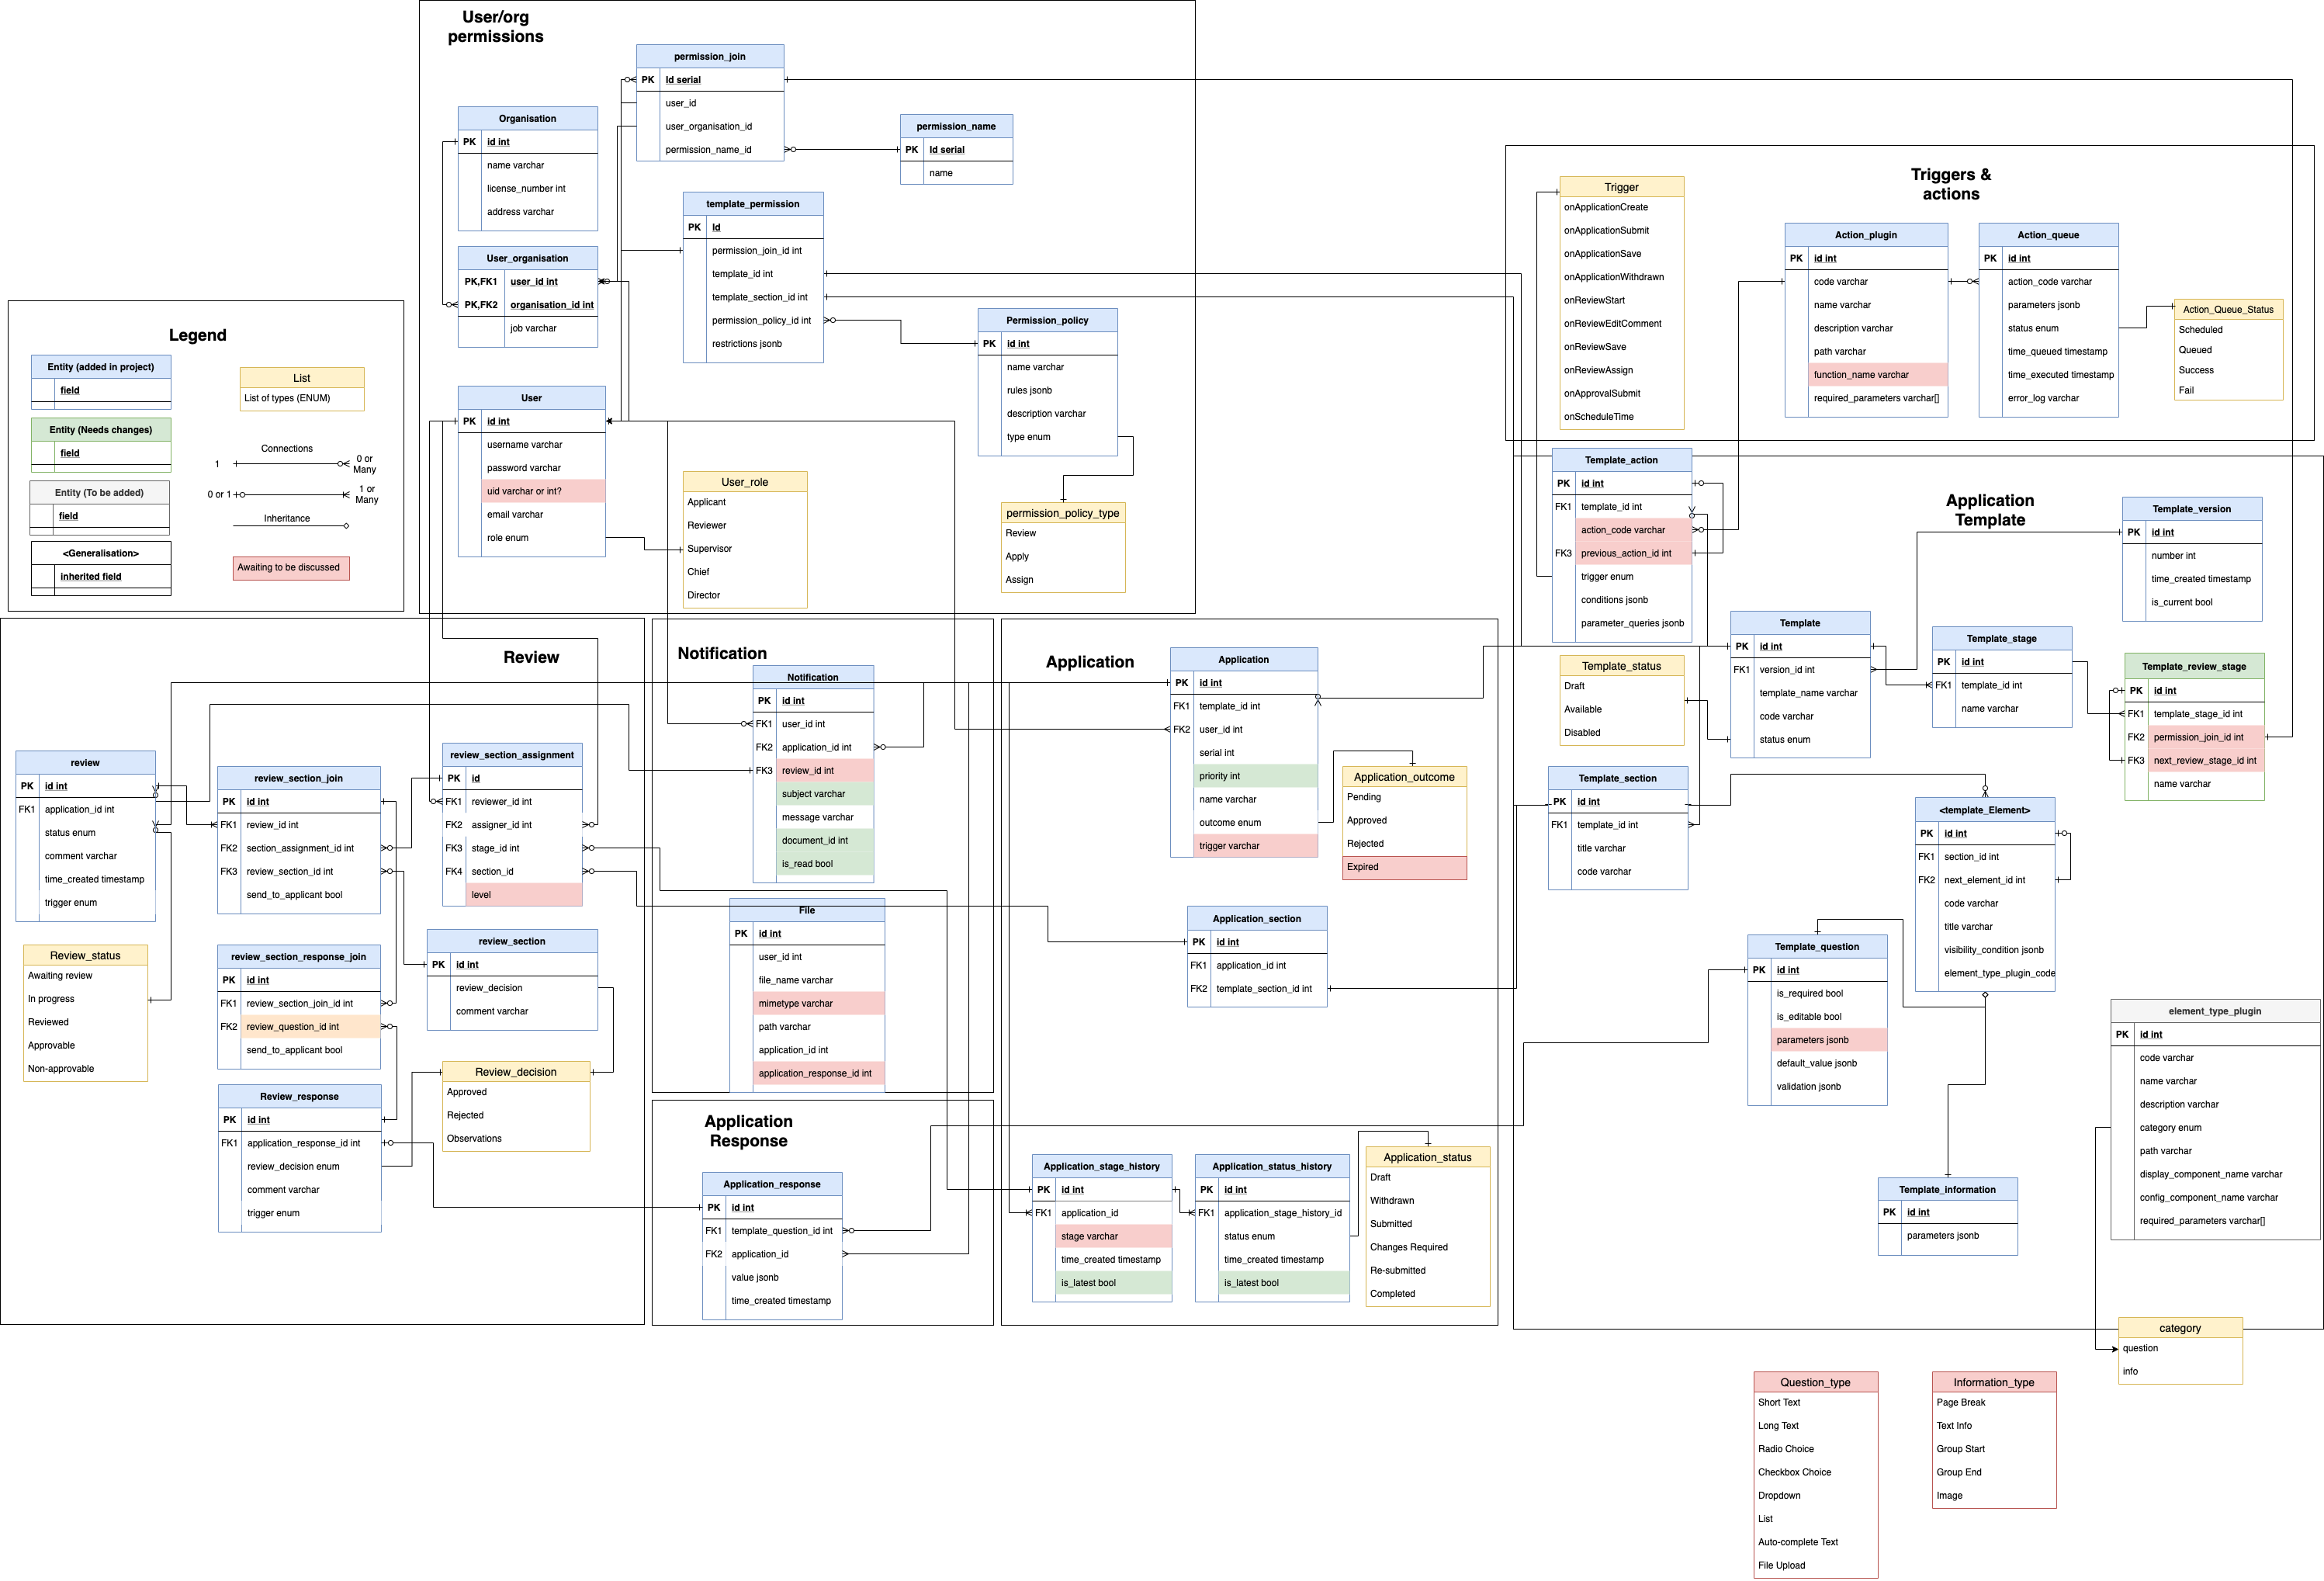 User/org
permissions
permission_join
PK Id serial
user_id
user_organisation_id
permission_name_id
permission_name
PK Id serial
name
Organisation
PK id int
name varchar
license_number int
address varchar
template_permission
PK Id
permission_join_id int
template_id int
template_section_id int
permission_policy_id int
restrictions jsonb
User_organisation
PK,FK1 user_id int
PK,FK2 organisation_id int
job varchar
Permission_policy
PK id int
name varchar
rules jsonb
description varchar
type enum
User
PK id int
username varchar
password varchar
uid varchar or int?
email varchar
role enum
User_role
Applicant
Reviewer
Supervisor
Chief
Director
permission_policy_type
Review
Apply
Assign
Legend
Entity (added in project)
field
Entity (Needs changes)
field
Entity (To be added)
field
<Generalisation>
inherited field
List
List of types (ENUM)
Connections
1
0 or
Many
0 or 1
1 or
Many
Inheritance
Awaiting to be discussed
Triggers &
actions
Trigger
onApplicationCreate
onApplicationSubmit
onApplicationSave
onApplicationWithdrawn
onReviewStart
onReviewEditComment
onReviewSave
onReviewAssign
onApprovalSubmit
onScheduleTime
Action_plugin
PK id int
code varchar
name varchar
description varchar
path varchar
function_name varchar
required_parameters varchar[]
Action_queue
PK id int
action_code varchar
parameters jsonb
status enum
time_queued timestamp
time_executed timestamp
error_log varchar
Action_Queue_Status
Scheduled
Queued
Success
Fail
Application
Template
Template_action
PK id int
FK1 template_id int
action_code varchar
FK3 previous_action_id int
trigger enum
conditions jsonb
parameter_queries jsonb
Template_version
PK id int
number int
time_created timestamp
is_current bool
Template
PK id int
FK1 version_id int
template_name varchar
code varchar
status enum
Template_stage
PK id int
FK1 template_id int
name varchar
Template_review_stage
PK id int
FK1 template_stage_id int
FK2 permission_join_id int
FK3 next_review_stage_id int
name varchar
Template_status
Draft
Available
Disabled
Template_section
PK id int
FK1 template_id int
title varchar
code varchar
<template_Element>
PK id int
FK1 section_id int
FK2 next_element_id int
code varchar
title varchar
visibility_condition jsonb
element_type_plugin_code
Template_question
PK id int
is_required bool
is_editable bool
parameters jsonb
default_value jsonb
validation jsonb
Template_information
PK id int
parameters jsonb
element_type_plugin
PK id int
code varchar
name varchar
description varchar
category enum
path varchar
display_component_name varchar
config_component_name varchar
required_parameters varchar[]
category
question
info
Question_type
Short Text
Long Text
Radio Choice
Checkbox Choice
Dropdown
List
Auto-complete Text
File Upload
Information_type
Page Break
Text Info
Group Start
Group End
Image
Review
review
PK id int
FK1 application_id int
status enum
comment varchar
time_created timestamp
trigger enum
review_section_join
PK id int
FK1 review_id int
FK2 section_assignment_id int
FK3 review_section_id int
send_to_applicant bool
review_section_assignment
PK id
FK1 reviewer_id int
FK2 assigner_id int
FK3 stage_id int
FK4 section_id
level
Review_status
Awaiting review
In progress
Reviewed
Approvable
Non-approvable
review_section_response_join
PK id int
FK1 review_section_join_id int
FK2 review_question_id int
send_to_applicant bool
review_section
PK id int
review_decision
comment varchar
Review_response
PK id int
FK1 application_response_id int
review_decision enum
comment varchar
trigger enum
Review_decision
Approved
Rejected
Observations
Notification
Notification
PK id int
FK1 user_id int
FK2 application_id int
FK3 review_id int
subject varchar
message varchar
document_id int
is_read bool
File
PK id int
user_id int
file_name varchar
mimetype varchar
path varchar
application_id int
application_response_id int
Application
Response
Application_response
PK id int
FK1 template_question_id int
FK2 application_id
value jsonb
time_created timestamp
Application
Application
PK id int
FK1 template_id int
FK2 user_id int
serial int
priority int
name varchar
outcome enum
trigger varchar
Application_outcome
Pending
Approved
Rejected
Expired
Application_section
PK id int
FK1 application_id int
FK2 template_section_id int
Application_stage_history
PK id int
FK1 application_id
stage varchar
time_created timestamp
is_latest bool
Application_status_history
PK id int
FK1 application_stage_history_id
status enum
time_created timestamp
is_latest bool
Application_status
Draft
Withdrawn
Submitted
Changes Required
Re-submitted
Completed